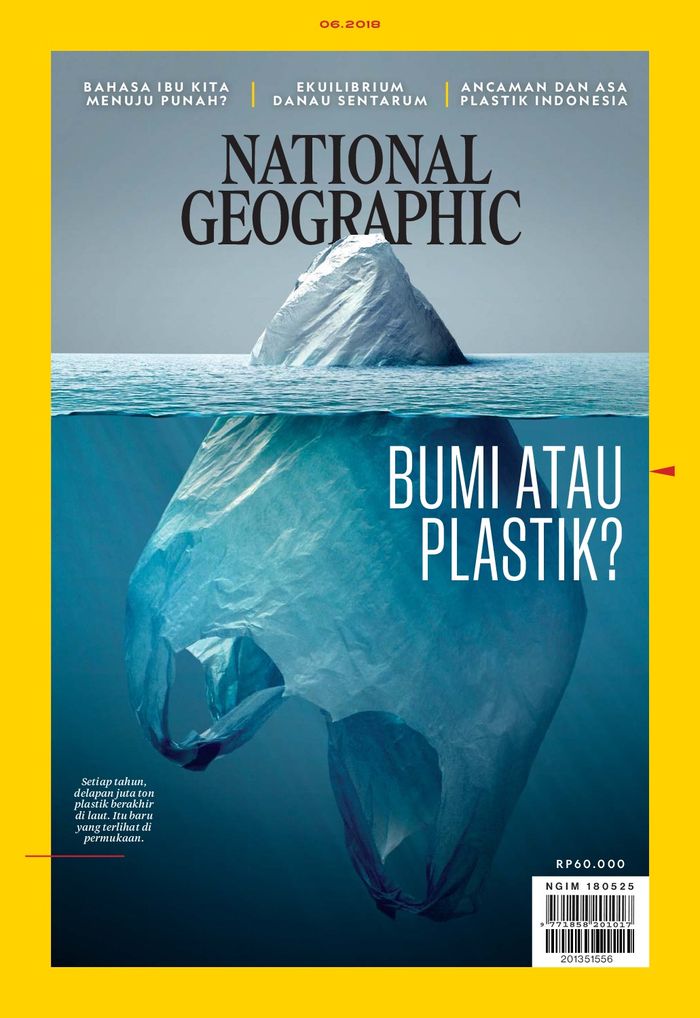 06.2018
BAHASA IBU KITA
MENUJU PUNAH?
EKUILIBRIUM
DANAU SENTARUM
ANCAMAN DAN ASA
PLASTIK INDONESIA
NATIONAL
GEOGRAPHIC
BUMI ATAU
PLASTIK?
Setiap tahun,
delapan juta ton
plastik berakhir
di laut. Itu baru
yang terlihat di
permukaan.
RP60.000
NGIM 180525
9 771858 201017
201351556